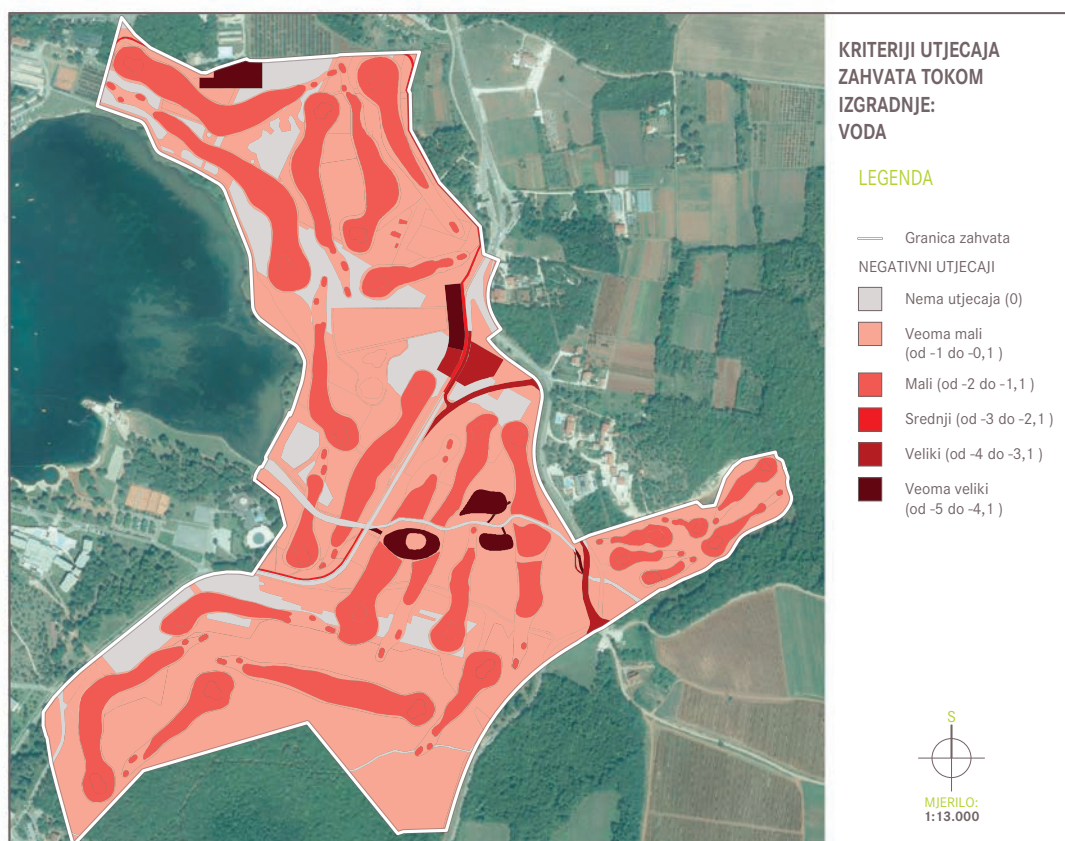 KRITERIJI UTJECAJA
ZAHVATA TOKOM
IZGRADNJE:
VODA
LEGENDA
Granica zahvata
NEGATIVNI UTJECAJI
Nema utjecaja (0)
Veoma mali
(od -1 do -0,1 )
Mali (od -2 do -1,1 )
Srednji (od -3 do -2,1 )
Veliki (od -4 do -3,1 )
Veoma veliki
(od -5 do -4,1 )
S
MJERILO:
1:13.000